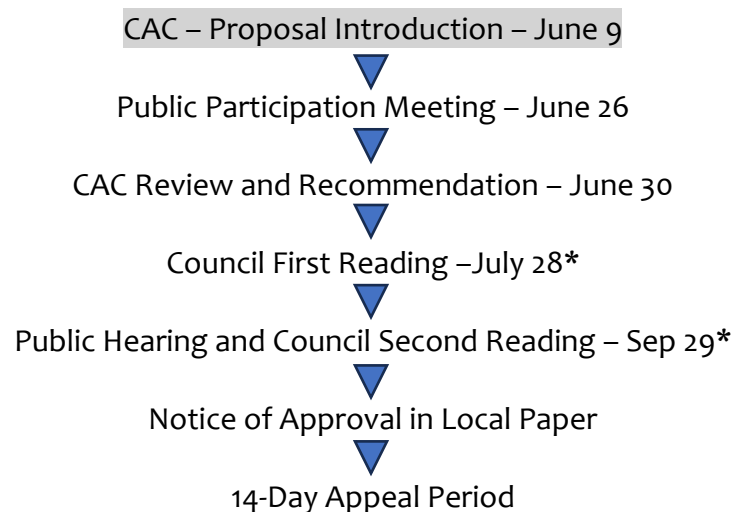 CAC – Proposal Introduction – June 9
Public Participation Meeting – June 26
CAC Review and Recommendation – June 30
Council First Reading –July 28*
Public Hearing and Council Second Reading – Sep 29*
Notice of Approval in Local Paper
14-Day Appeal Period